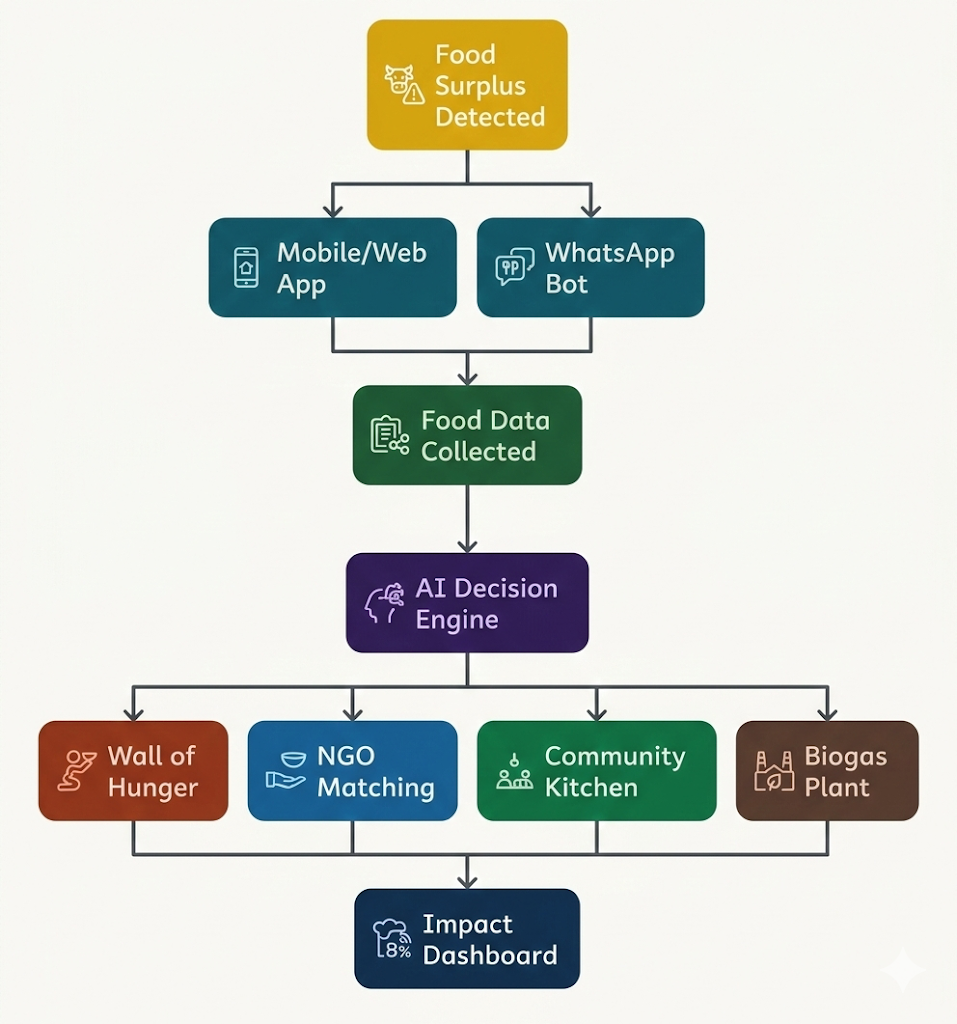 Food
Surplus
Detected
Mobile/Web
App
WhatsApp
Bot
Food Data
Collected
AI Decision
Engine
Wall of
Hunger
NGO
Matching
Community
Kitchen
Biogas
Plant
8%
Impact
Dashboard